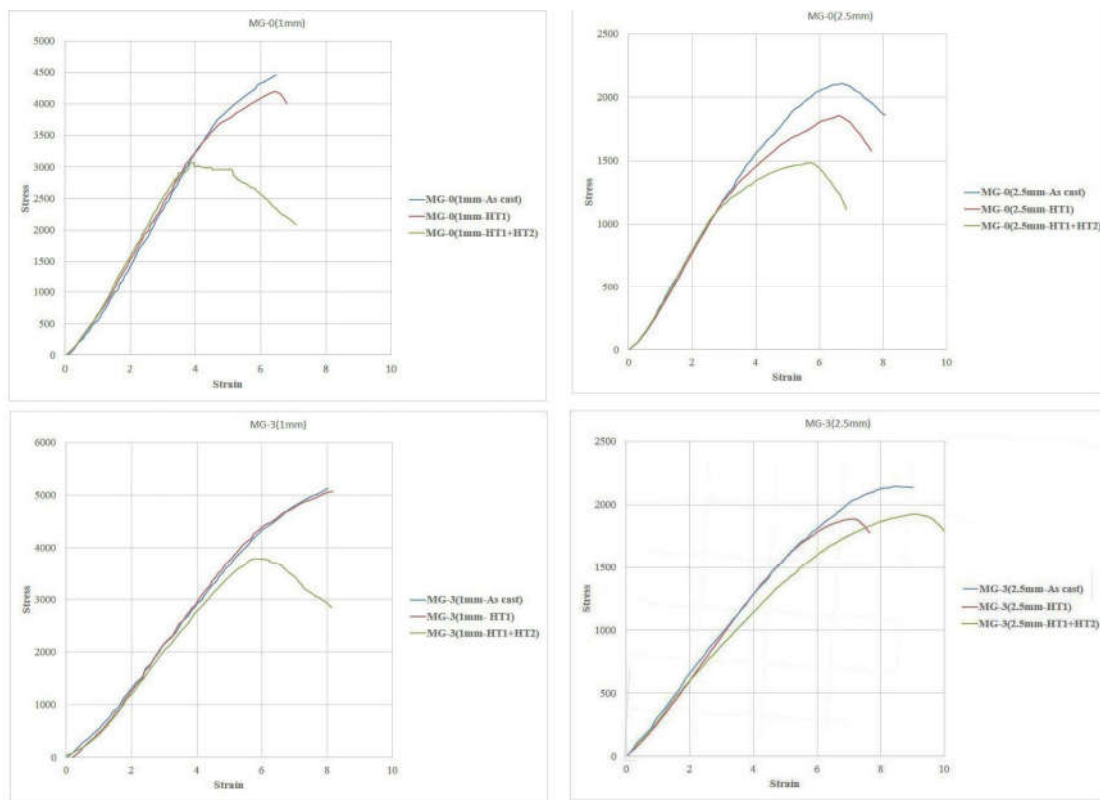 MG-0(1mm)
5000
4500
4000
3500
3000
2500
2000
1500
1000
500
0
0 2 4 6 8 10
Stress
Strain
MG-0(1mm-As cast)
MG-0(1mm-HT1)
MG-0(1mm-HT1+HT2)
MG-0(2.5mm)
2500
2000
1500
1000
500
0
0 2 4 6 8 10
Stress
Strain
MG-0(2.5mm-As cast)
MG-0(2.5mm-HT1)
MG-0(2.5mm-HT1+HT2)
MG-3(1mm)
6000
5000
4000
3000
2000
1000
0
0 2 4 6 8 10
Stress
Strain
MG-3(1mm-As cast)
MG-3(1mm- HT1)
MG-3(1mm-HT1+HT2)
MG-3(2.5mm)
2500
2000
1500
1000
500
0
0 2 4 6 8 10
Stress
Strain
MG-3(2.5mm-As cast)
MG-3(2.5mm-HT1)
MG-3(2.5mm-HT1+HT2)